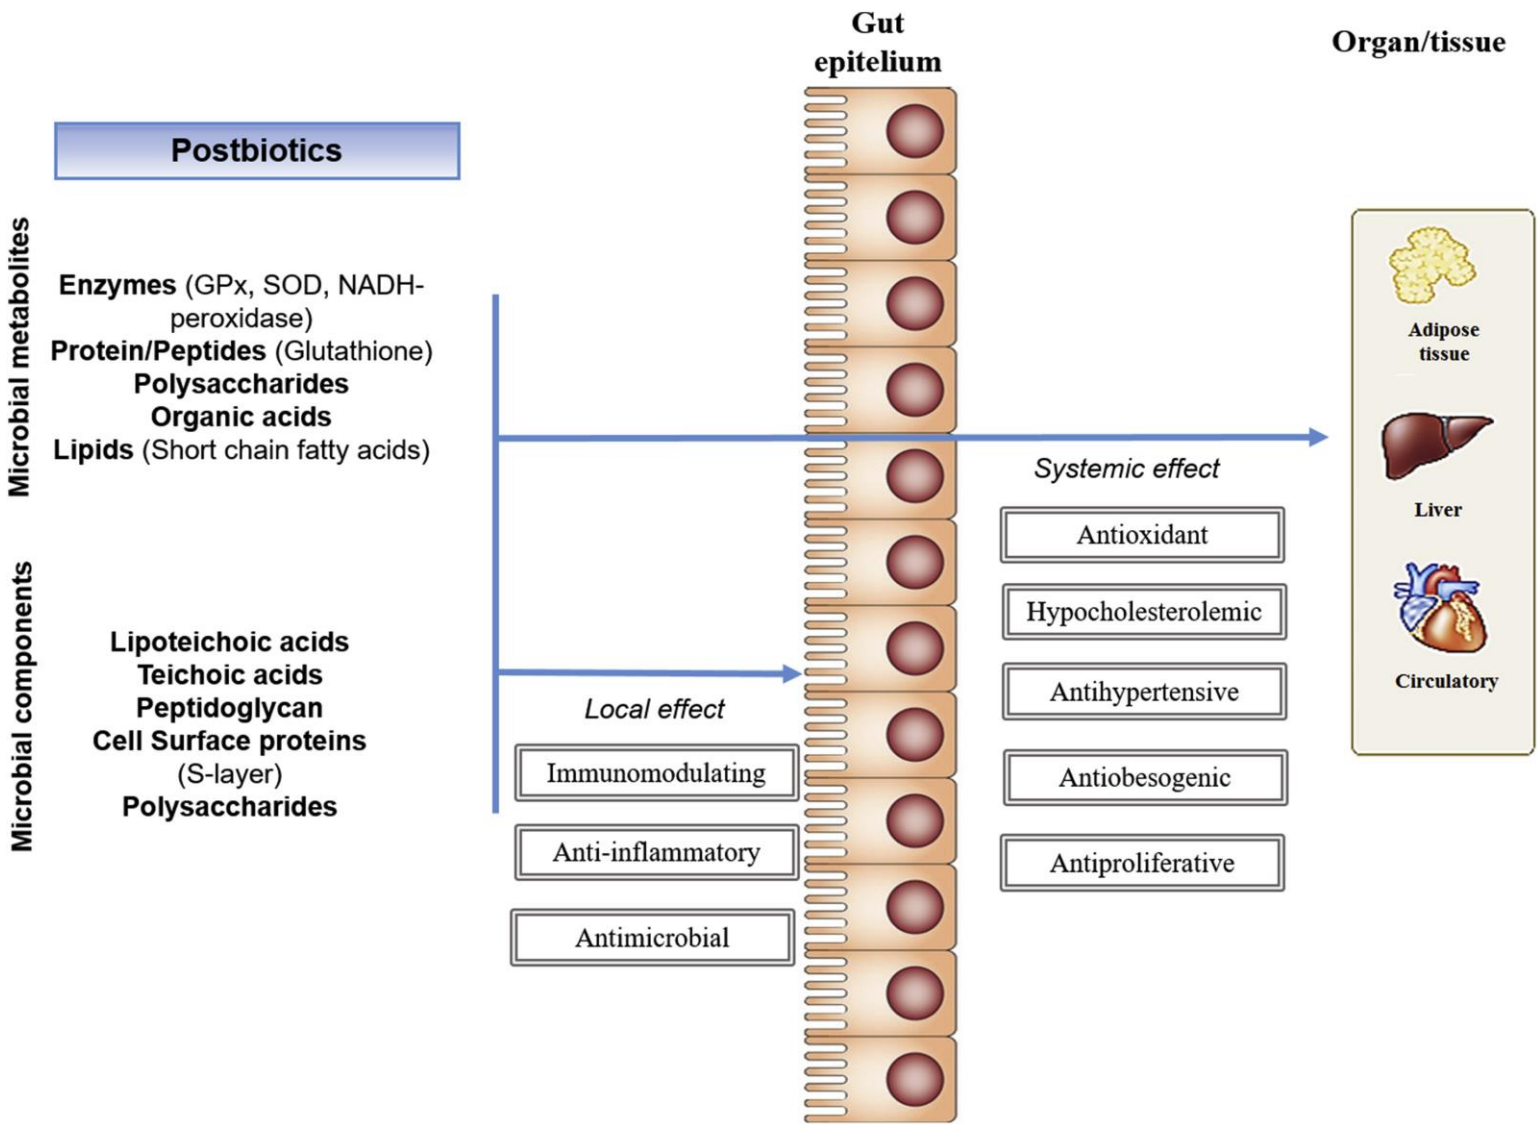 Gut
epitelium
Organ/tissue
Postbiotics
Microbial metabolites
Enzymes (GPx, SOD, NADH-
peroxidase)
Protein/Peptides (Glutathione)
Polysaccharides
Organic acids
Lipids (Short chain fatty acids)
Microbial components
Lipoteichoic acids
Teichoic acids
Peptidoglycan
Cell Surface proteins
(S-layer)
Polysaccharides
Local effect
Immunomodulating
Anti-inflammatory
Antimicrobial
Systemic effect
Antioxidant
Hypocholesterolemic
Antihypertensive
Antiobesogenic
Antiproliferative
Adipose
tissue
Liver
Circulatory